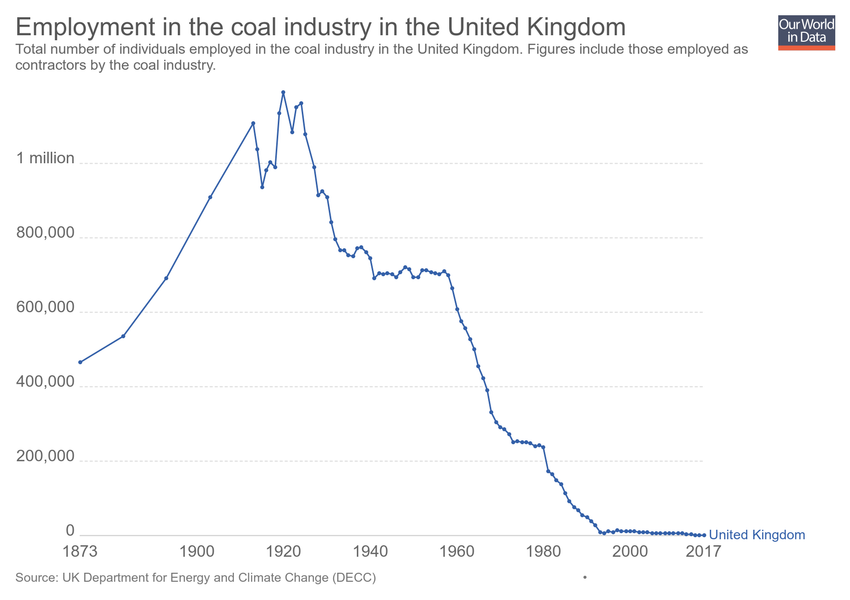 Employment in the coal industry in the United Kingdom
Our World
in Data
Total number of individuals employed in the coal industry in the United Kingdom. Figures include those employed as
contractors by the coal industry.
1 million
800,000
600,000
400,000
200,000
0
United Kingdom
1873 1900 1920 1940 1960 1980 2000 2017
Source: UK Department for Energy and Climate Change (DECC)